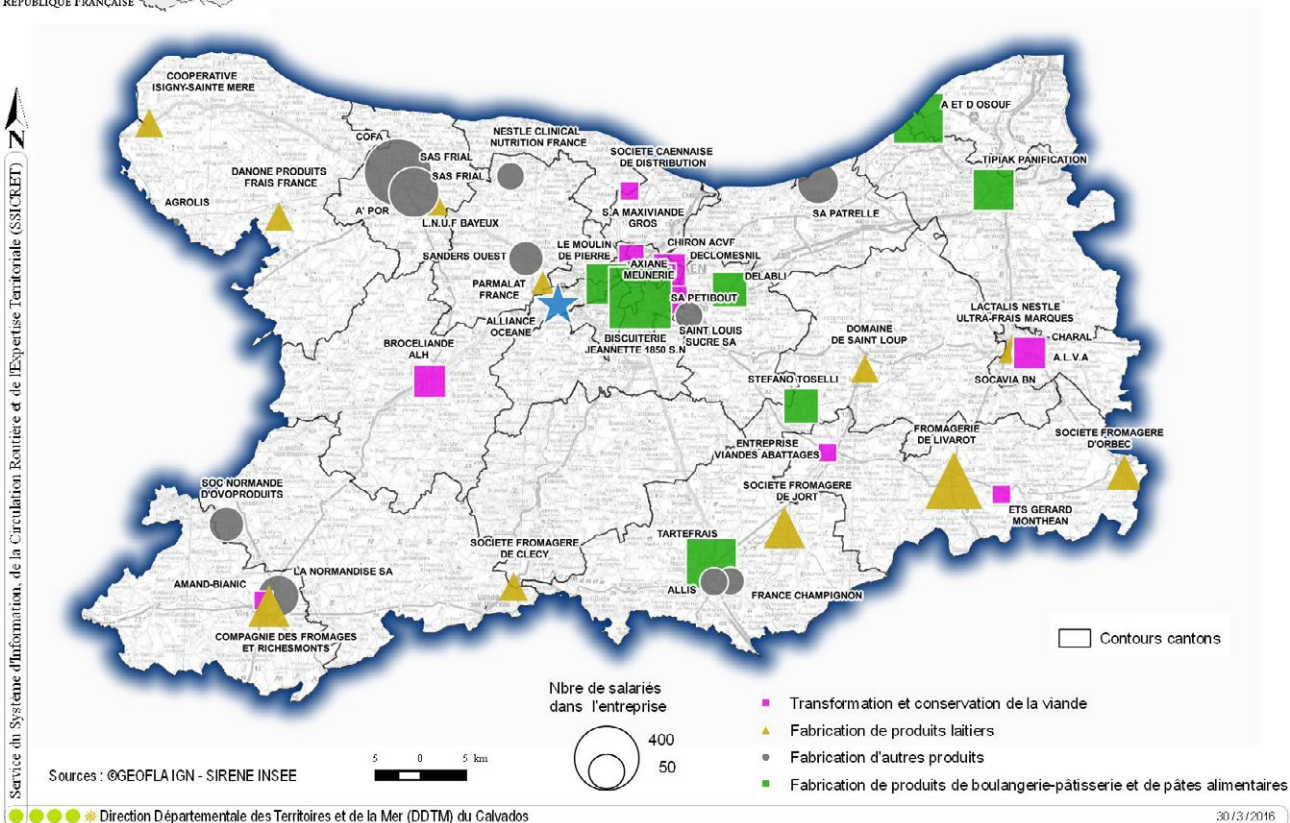 RÉPUBLIQUE FRANÇAISE
COOPERATIVE
ISIGNY-SAINTE MERE
COFA
SAS FRIAL
SAS FRIAL
NESTLE CLINICAL
NUTRITION FRANCE
SOCIETE CAENNAISE
DE DISTRIBUTION
A ET D OSOUF
TIPIAK PANIFICATION
DANONE PRODUITS
FRAIS FRANCE
AGROLIS
A' POR
L.N.U.F BAYEUX
S.A MAXIVIANDE
GROS
SA PATRELLE
SANDERS OUEST
LE MOULIN
DE PIERRE
CHIRON ACVF
DECLOMESNIL
AXIANE
MEUNERIE
DELABLI
PARMALAT
FRANCE
SA PETIBOUT
ALLIANCE
OCEANE
SAINT LOUIS
SUCRE SA
BISCUITERIE
JEANNETTE 1850 S.N
LACTALIS NESTLE
ULTRA-FRAIS MARQUES
DOMAINE
DE SAINT LOUP
CHARAL
A.L.V.A
SOCAVIA BN
BROCELIANDE
ALH
STEFANO TOSELLI
ENTREPRISE
VIANDES ABATTAGES
FROMAGERIE
DE LIVAROT
SOCIETE FROMAGERE
D'ORBEC
SOC NORMANDE
D'OVOPRODUITS
SOCIETE FROMAGERE
DE JORT
ETS GERARD
MONTHEAN
TARTEFRAIS
SOCIETE FROMAGERE
DE CLECY
AMAND-BIANIC
LA NORMANDISE SA
ALLIS
FRANCE CHAMPIGNON
COMPAGNIE DES FROMAGES
ET RICHESMONTS
Contours cantons
Nbre de salariés
dans l'entreprise
400
50
Transformation et conservation de la viande
Fabrication de produits laitiers
Fabrication d'autres produits
Fabrication de produits de boulangerie-pâtisserie et de pâtes alimentaires
5 0 5 km
Sources : ©GEOFLA IGN - SIRENE INSEE
N
Service du Système d'Information, de la Circulation Routière et de l'Expertise Territoriale (SSICRET)
Direction Départementale des Territoires et de la Mer (DDTM) du Calvados
30/3/2016